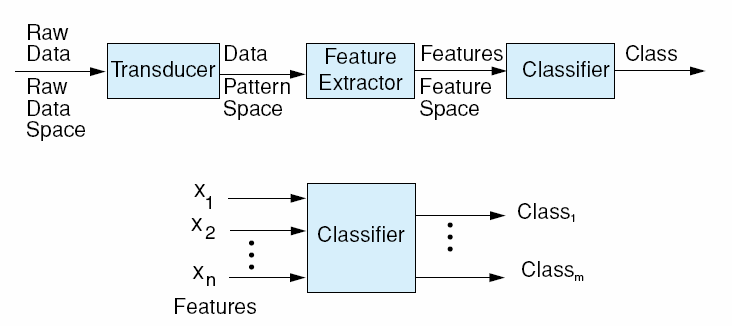 Raw
Data
Raw
Data
Space
Transducer
Data
Pattern
Space
Feature
Extractor
Features
Feature
Space
Classifier
Class
x1
x2
xn
Features
Classifier
Class1
Classm